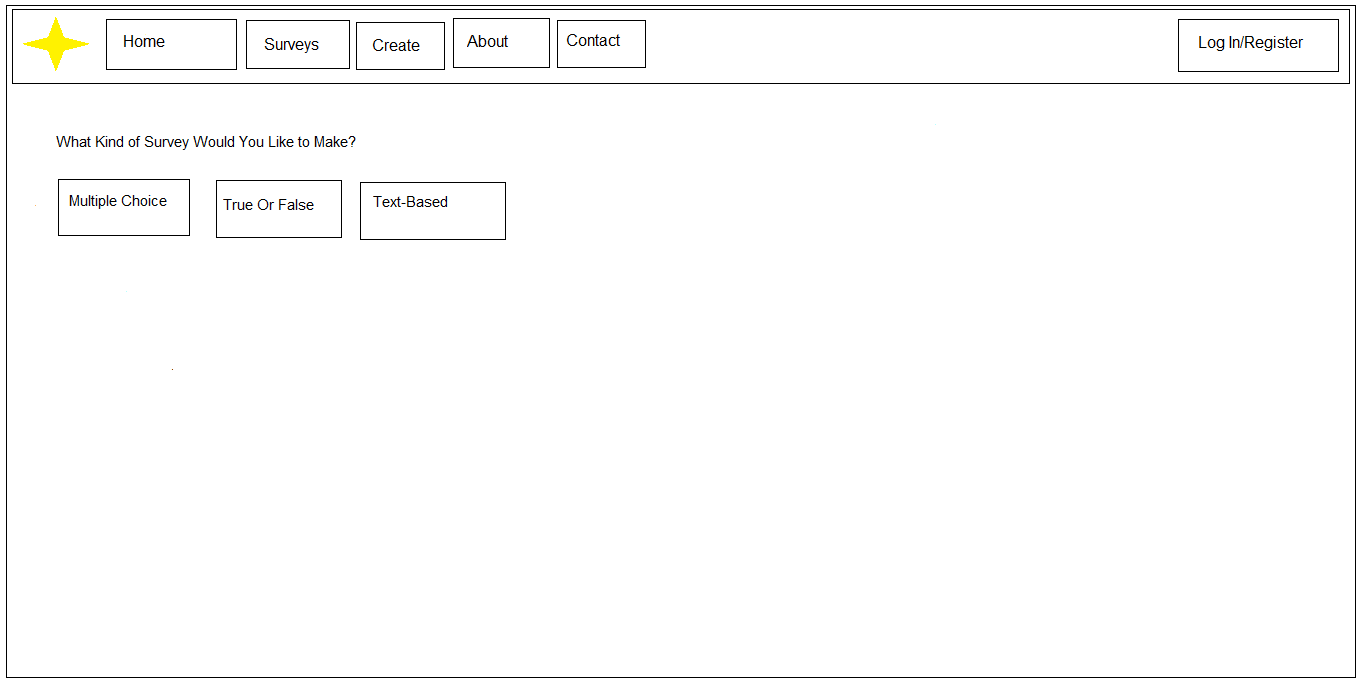 Home
Surveys
Create
About
Contact
Log In/Register
What Kind of Survey Would You Like to Make?
Multiple Choice
True Or False
Text-Based